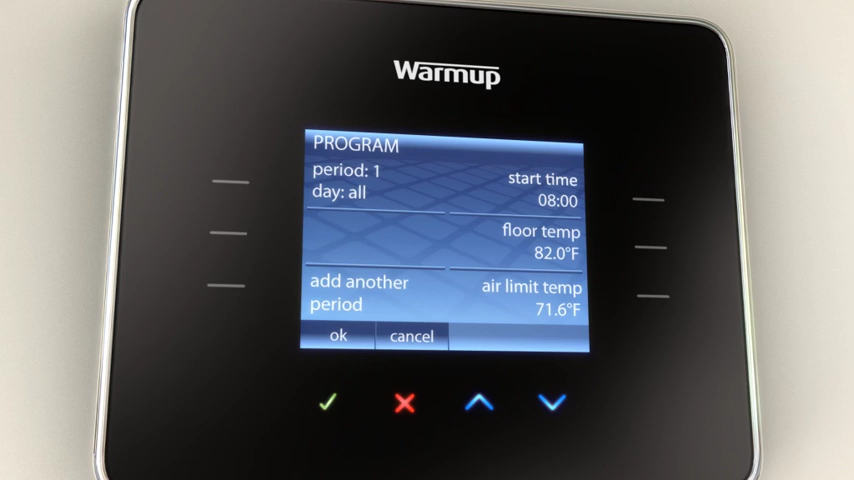 Warmup
PROGRAM
period: 1
day: all
start time
08:00
floor temp
82.0°F
add another
period
air limit temp
71.6°F
ok
cancel